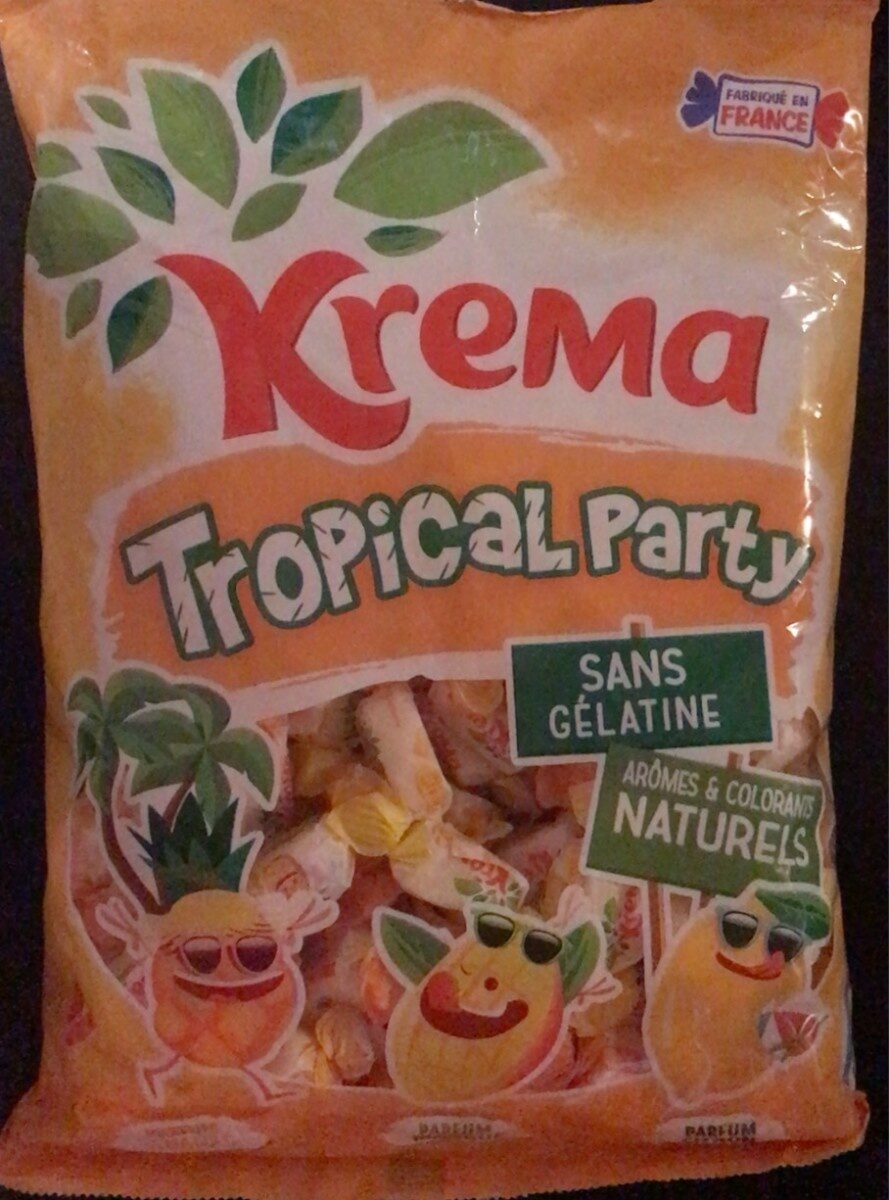 FABRIQUÉ EN
FRANCE
Krema
Tropical Party
SANS
GÉLATINE
ARÔMES & COLORANTS
NATURELS
PARFUM
PARFUM